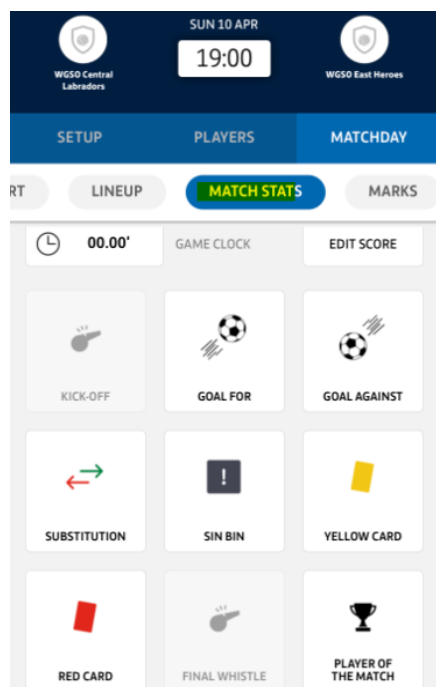 SUN 10 APR
19:00
WGSO Central
Labradors
WGSO East Heroes
SETUP
PLAYERS
MATCHDAY
RT
LINEUP
MATCH STATS
MARKS
00.00'
GAME CLOCK
EDIT SCORE
KICK-OFF
GOAL FOR
GOAL AGAINST
SUBSTITUTION
!
SIN BIN
YELLOW CARD
RED CARD
FINAL WHISTLE
PLAYER OF
THE MATCH